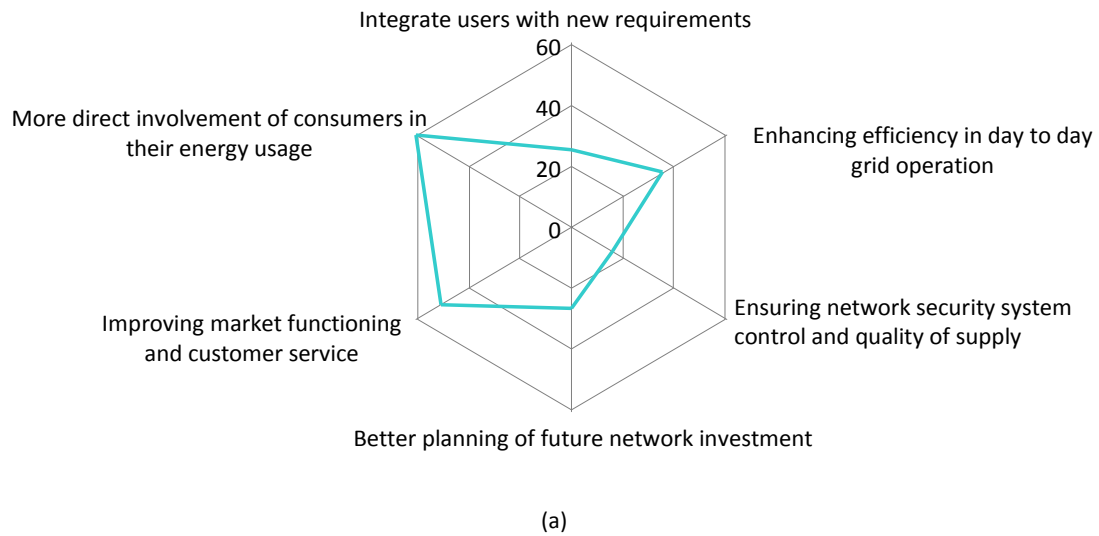 Integrate users with new requirements
60
More direct involvement of consumers in
their energy usage
40
Enhancing efficiency in day to day
grid operation
20
0
Ensuring network security system
control and quality of supply
Improving market functioning
and customer service
Better planning of future network investment
(a)